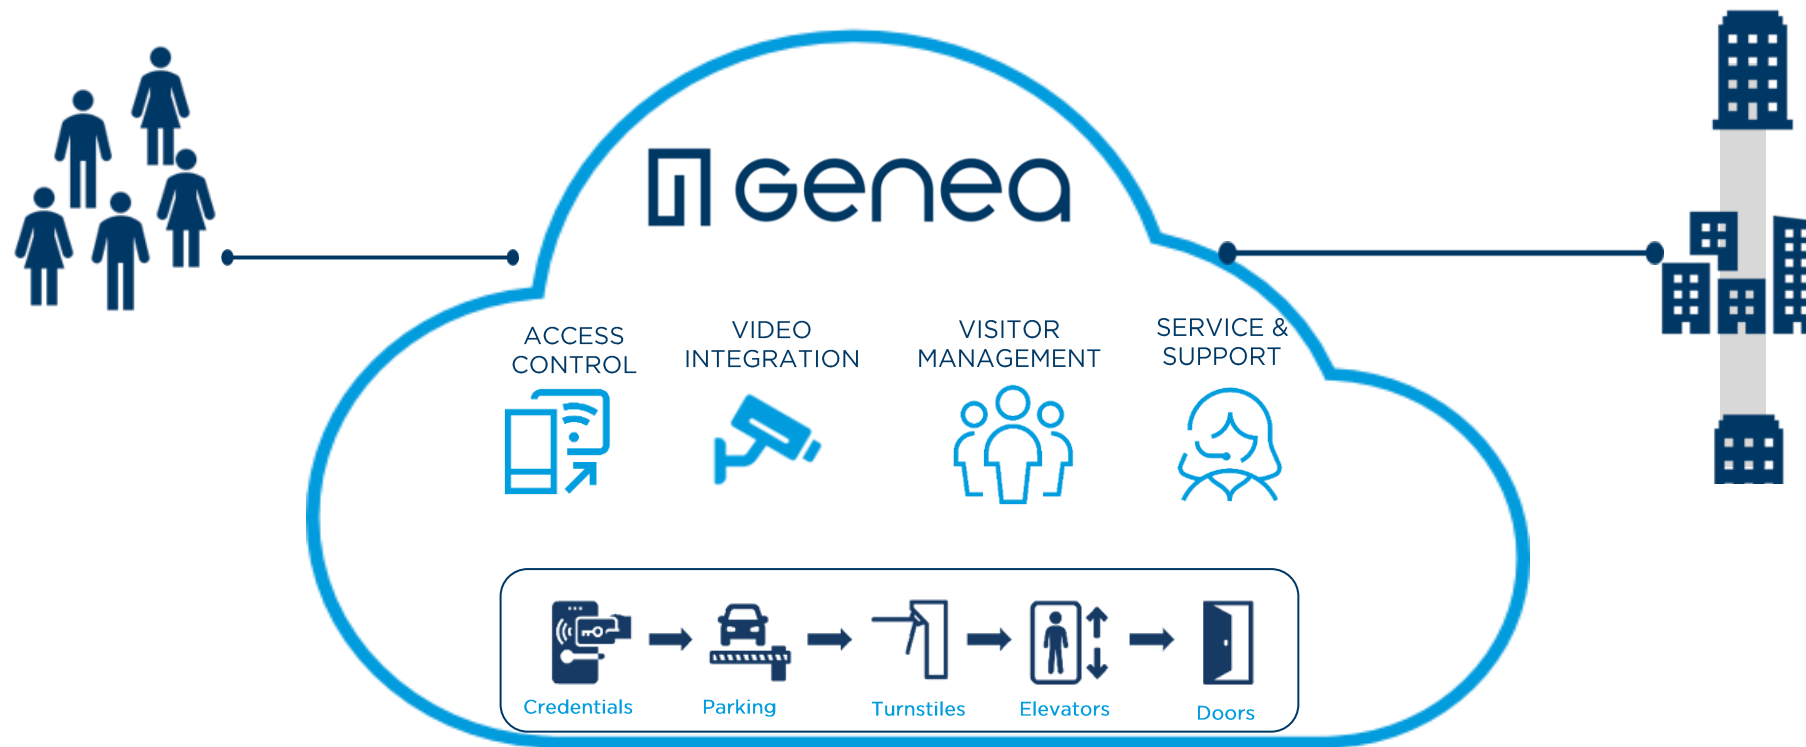 Genea
ACCESS
CONTROL
VIDEO
INTEGRATION
VISITOR
MANAGEMENT
SERVICE &
SUPPORT
Credentials
Parking
Turnstiles
Elevators
Doors